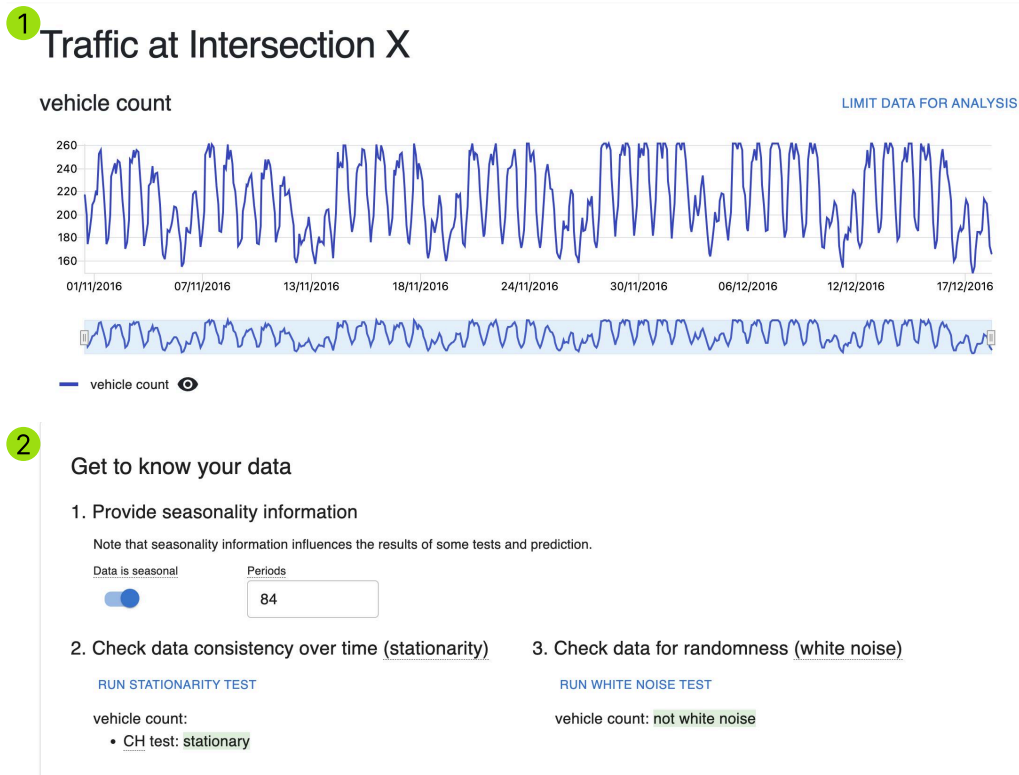 1
Traffic at Intersection X
vehicle count
LIMIT DATA FOR ANALYSIS
260
240
220
200
180
160
01/11/2016 07/11/2016 13/11/2016 18/11/2016 24/11/2016 30/11/2016 06/12/2016 12/12/2016 17/12/2016
vehicle count
2
Get to know your data
1. Provide seasonality information
Note that seasonality information influences the results of some tests and prediction.
Data is seasonal Periods
84
2. Check data consistency over time (stationarity)
RUN STATIONARITY TEST
vehicle count:
• CH test: stationary
3. Check data for randomness (white noise)
RUN WHITE NOISE TEST
vehicle count: not white noise